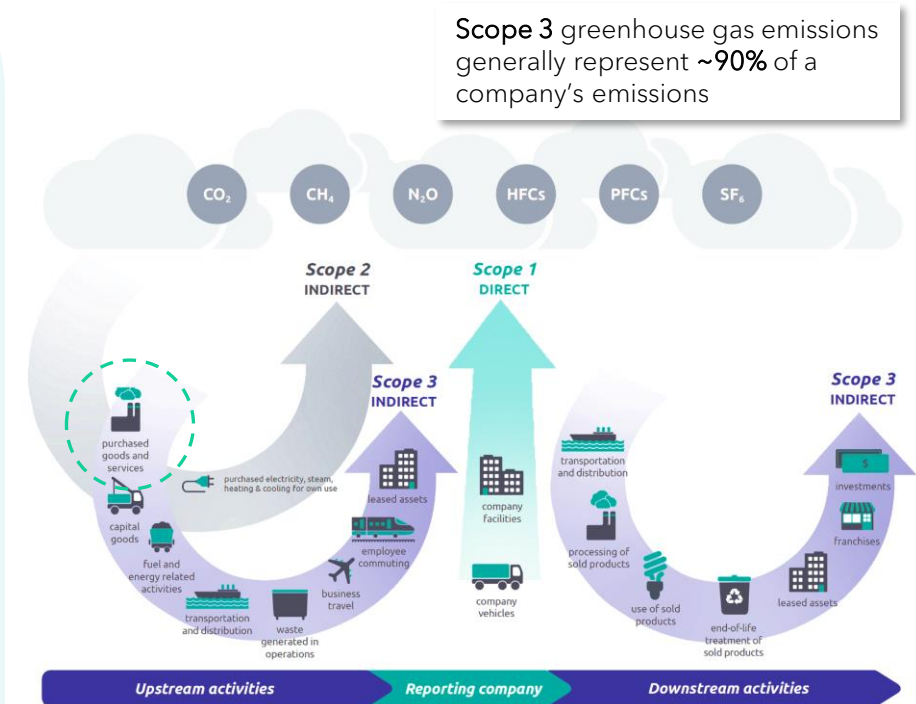 Scope 3 greenhouse gas emissions
generally represent ~90% of a
company's emissions
CO₂
CH₄
N₂O
HFCs
PFCs
SF₆
Scope 2
INDIRECT
Scope 1
DIRECT
Scope 3
INDIRECT
Scope 3
INDIRECT
purchased
goods and
services
capital
goods
fuel and
energy related
activities
transportation
and distribution
waste
generated in
operations
business
travel
employee
commuting
leased assets
purchased electricity, steam,
heating & cooling for own use
company
facilities
company
vehicles
transportation
and distribution
processing of
sold products
use of sold
products
end-of-life
treatment of
sold products
leased assets
franchises
$
investments
Upstream activities
Reporting company
Downstream activities